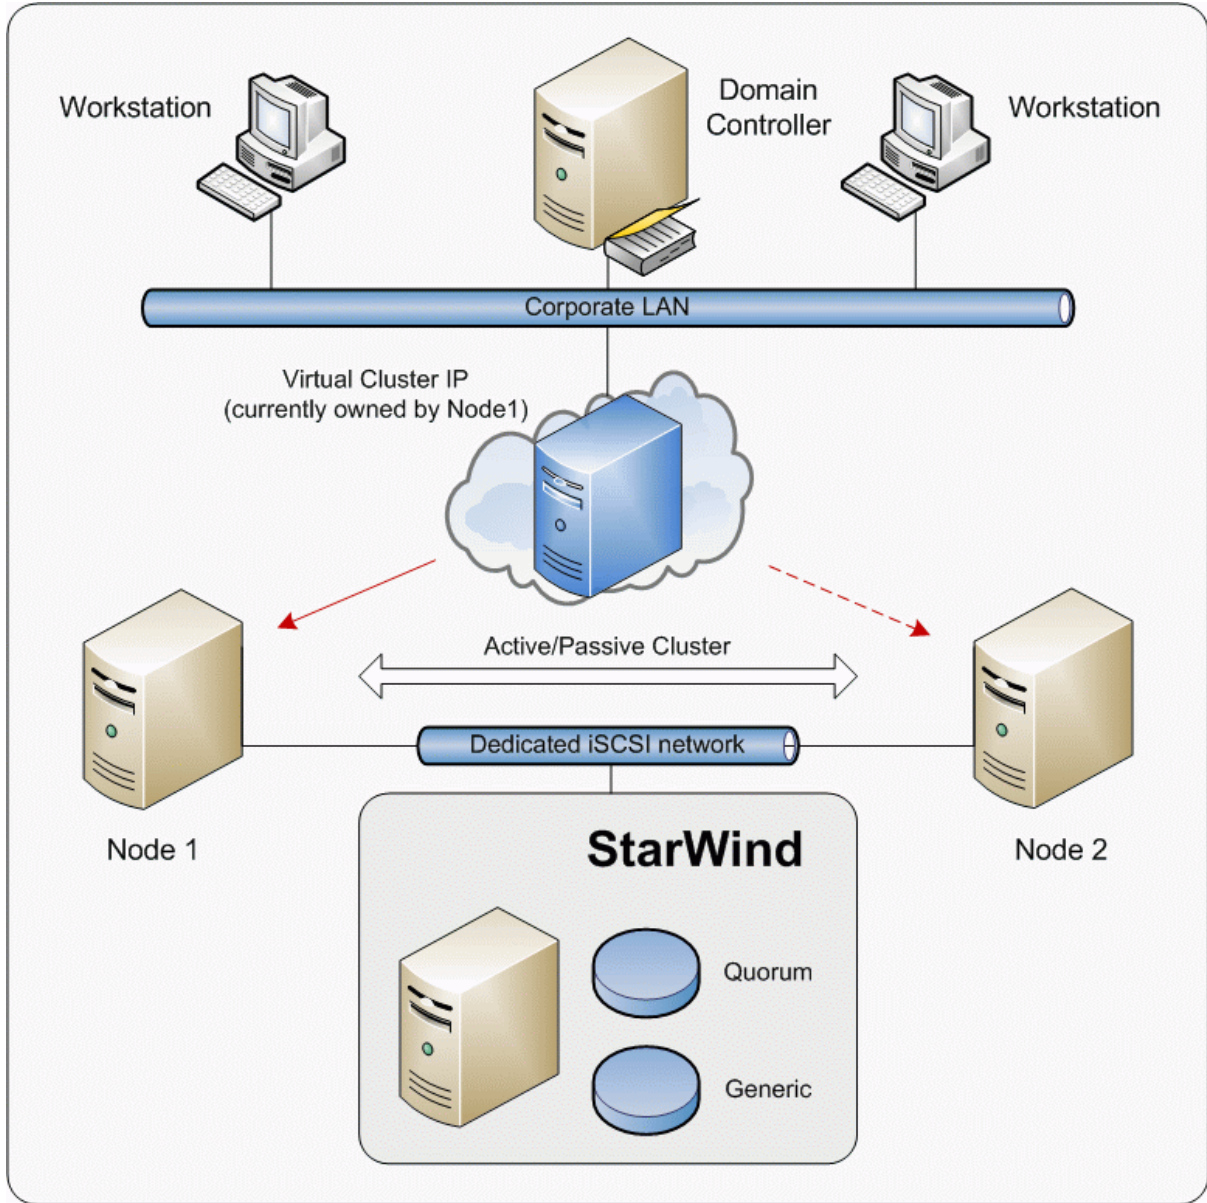 Workstation
Domain
Controller
Workstation
Corporate LAN
Virtual Cluster IP
(currently owned by Node1)
Active/Passive Cluster
Dedicated iSCSI network
Node 1
Node 2
StarWind
Quorum
Generic